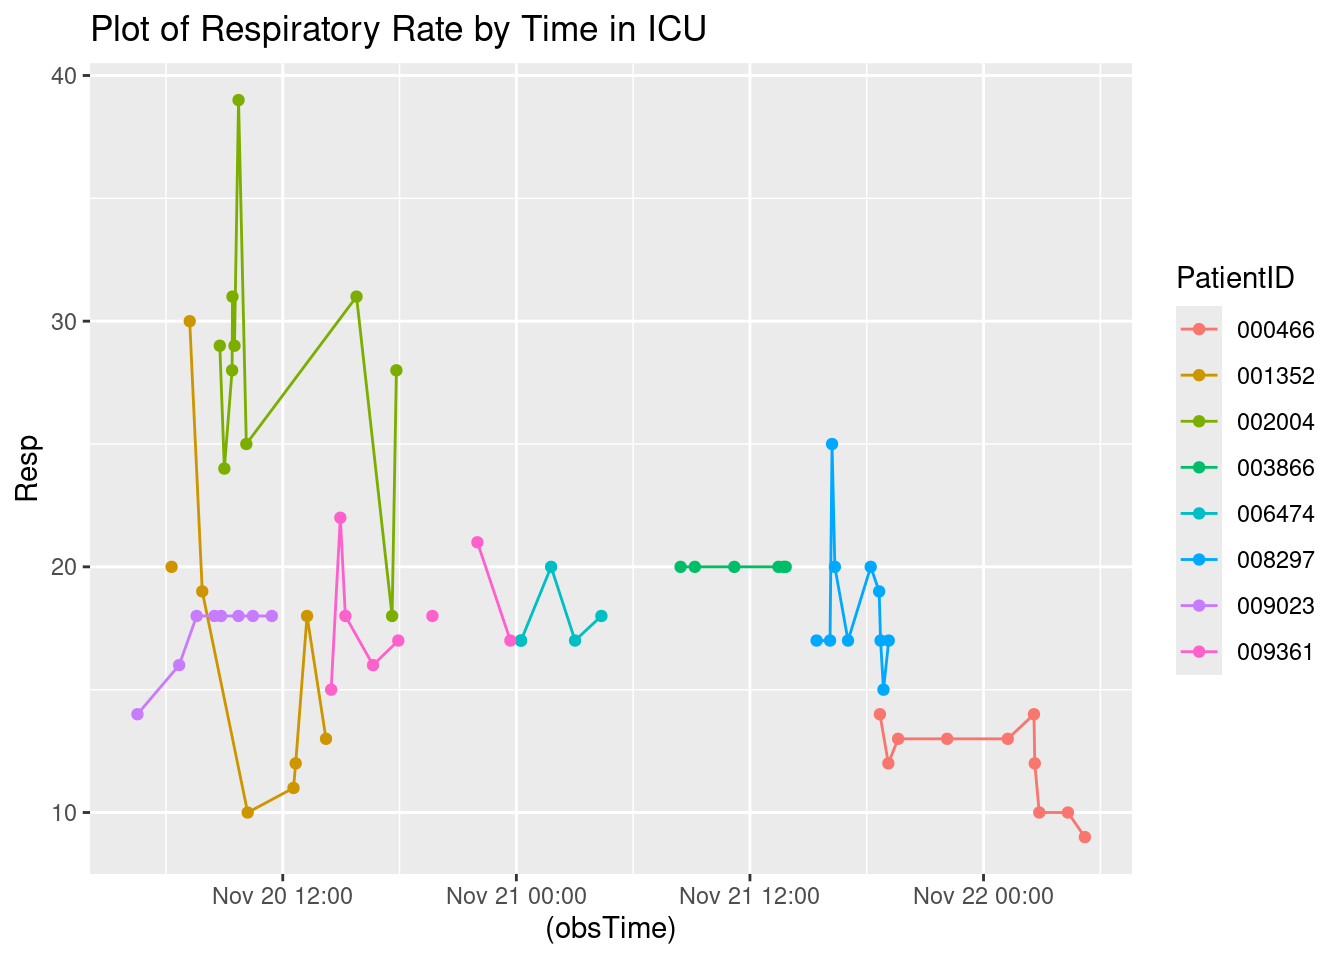 Plot of Respiratory Rate by Time in ICU
40
30
20
10
Resp
Nov 20 12:00 Nov 21 00:00 Nov 21 12:00 Nov 22 00:00
(obsTime)
PatientID
000466
001352
002004
003866
006474
008297
009023
009361